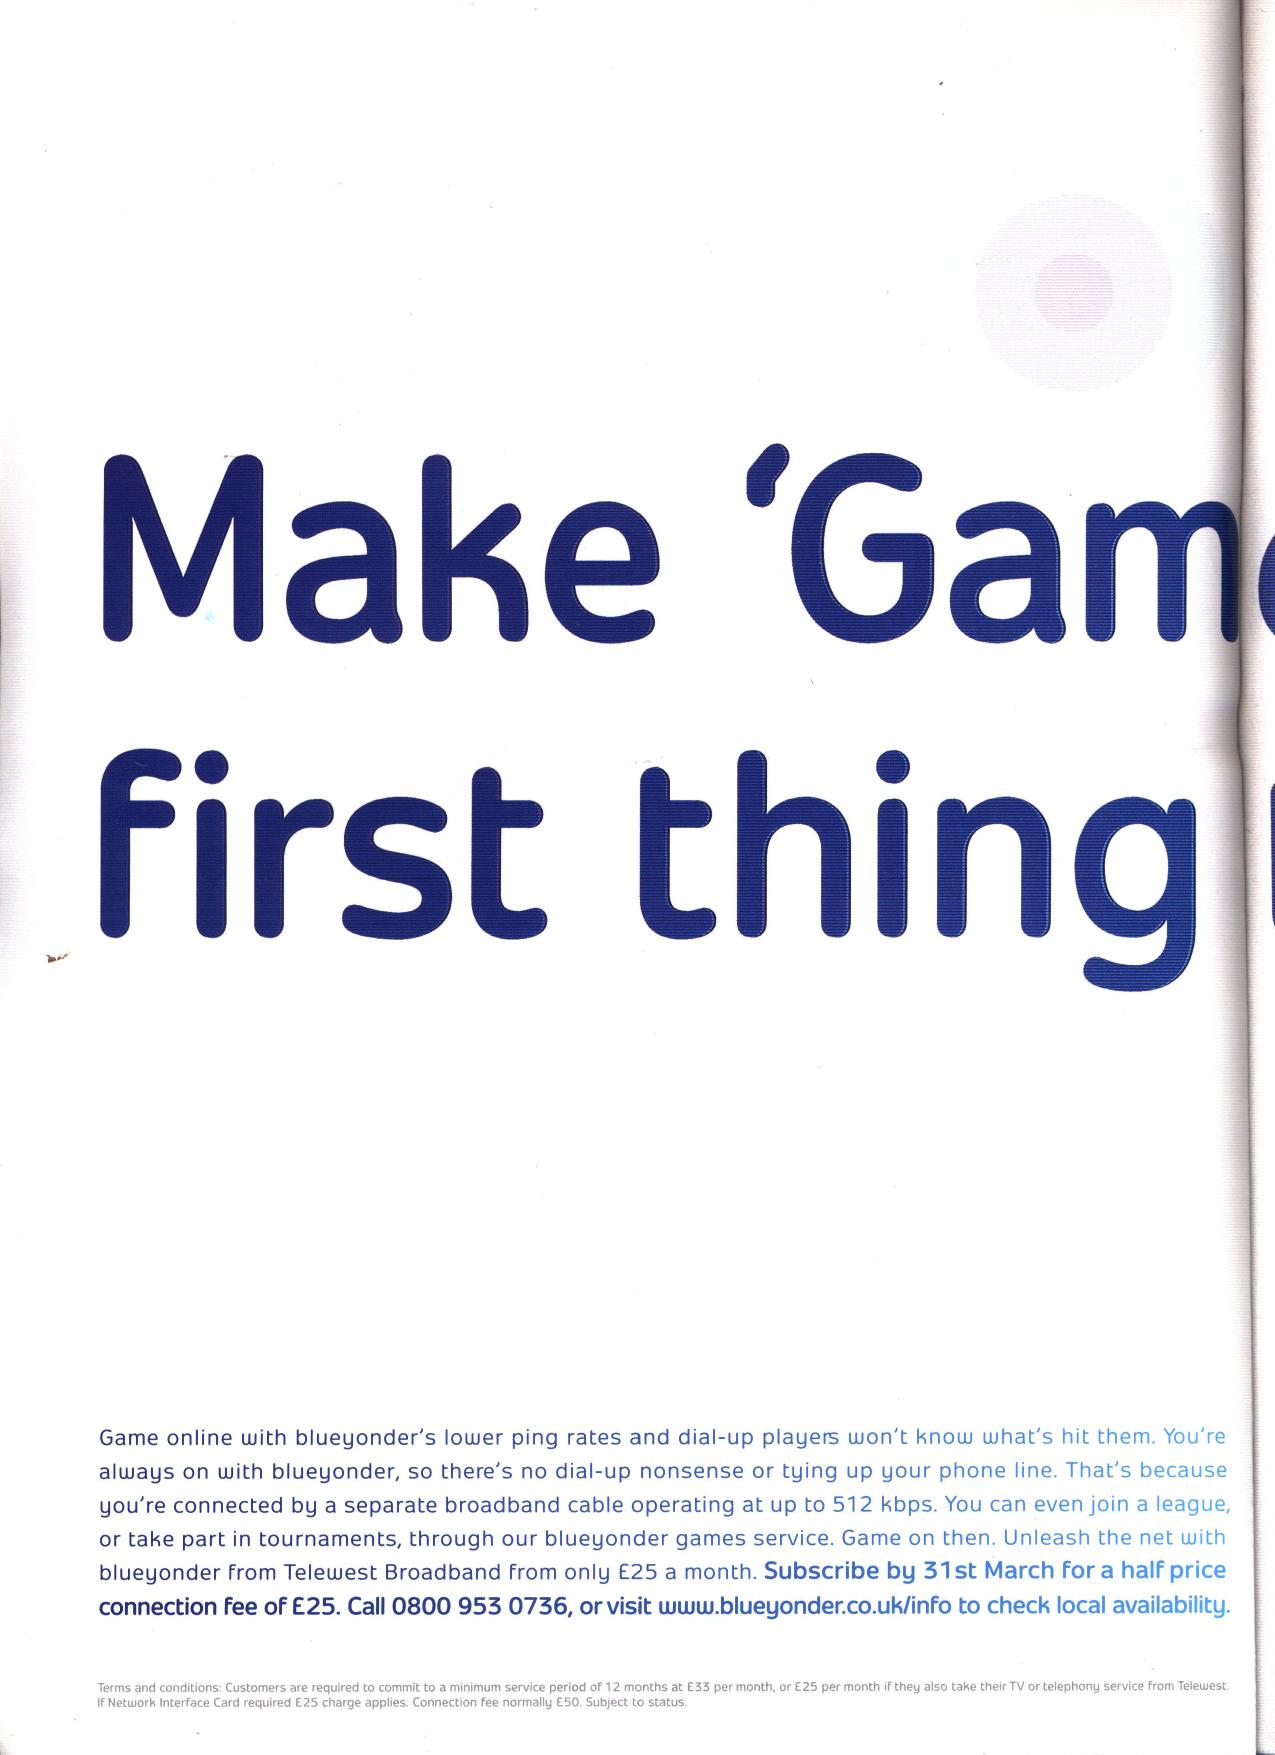 Make ‘Gam
first thing
Game online with blueyonder's lower ping rates and dial-up players won't know what's hit them. You're
always on with blueyonder, so there's no dial-up nonsense or tying up your phone line. That's because
you're connected by a separate broadband cable operating at up to 512 kbps. You can even join a league,
or take part in tournaments, through our blueyonder games service. Game on then. Unleash the net with
blueyonder from Telewest Broadband from only £25 a month. Subscribe by 31st March for a half price
connection fee of £25. Call 0800 953 0736, or visit www.blueyonder.co.uk/info to check local availability.
Terms and conditions: Customers are required to commit to a minimum service period of 12 months at £33 per month, or £25 per month if they also take their TV or telephony service from Telewest.
If Network Interface Card required £25 charge applies. Connection fee normally £50. Subject to status.